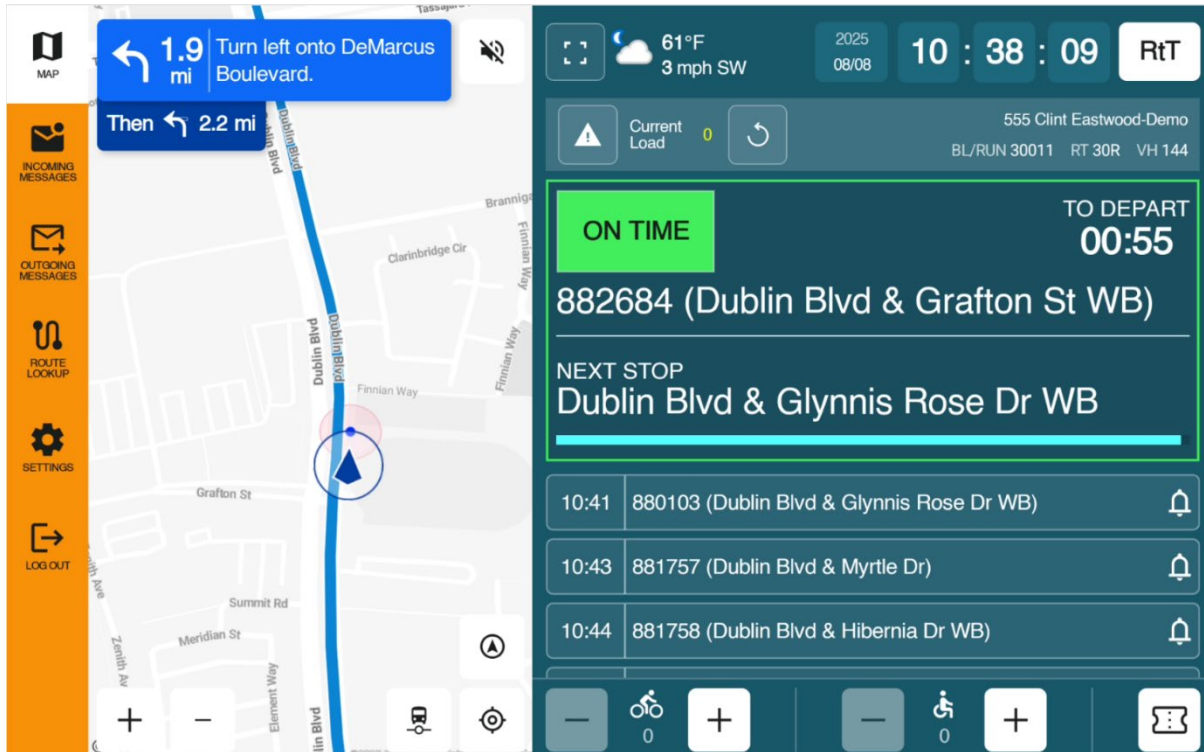 MAP
INCOMING
MESSAGES
OUTGOING
MESSAGES
ROUTE
LOOKUP
SETTINGS
LOG OUT
1.9
mi
Turn left onto DeMarcus
Boulevard.
Then 2.2 mi
Dublin Blvd
Dublin Blvd
Clarinbridge Cir
Finnian Way
Dublin Blvd
Dublin Blvd
Finnian Way
Finnian Way
Grafton St
Zenith Ave
Summit Rd
Meridian St
Zenith Av
Element Way
lin Blvd
+
−
61°F
3 mph SW
2025
08/08
10 : 38 : 09
RtT
Current
Load
0
555 Clint Eastwood-Demo
BL/RUN 30011 RT 30R VH 144
ON TIME
TO DEPART
00:55
882684 (Dublin Blvd & Grafton St WB)
NEXT STOP
Dublin Blvd & Glynnis Rose Dr WB
10:41 880103 (Dublin Blvd & Glynnis Rose Dr WB)
10:43 881757 (Dublin Blvd & Myrtle Dr)
10:44 881758 (Dublin Blvd & Hibernia Dr WB)
− 0 +
− 0 +